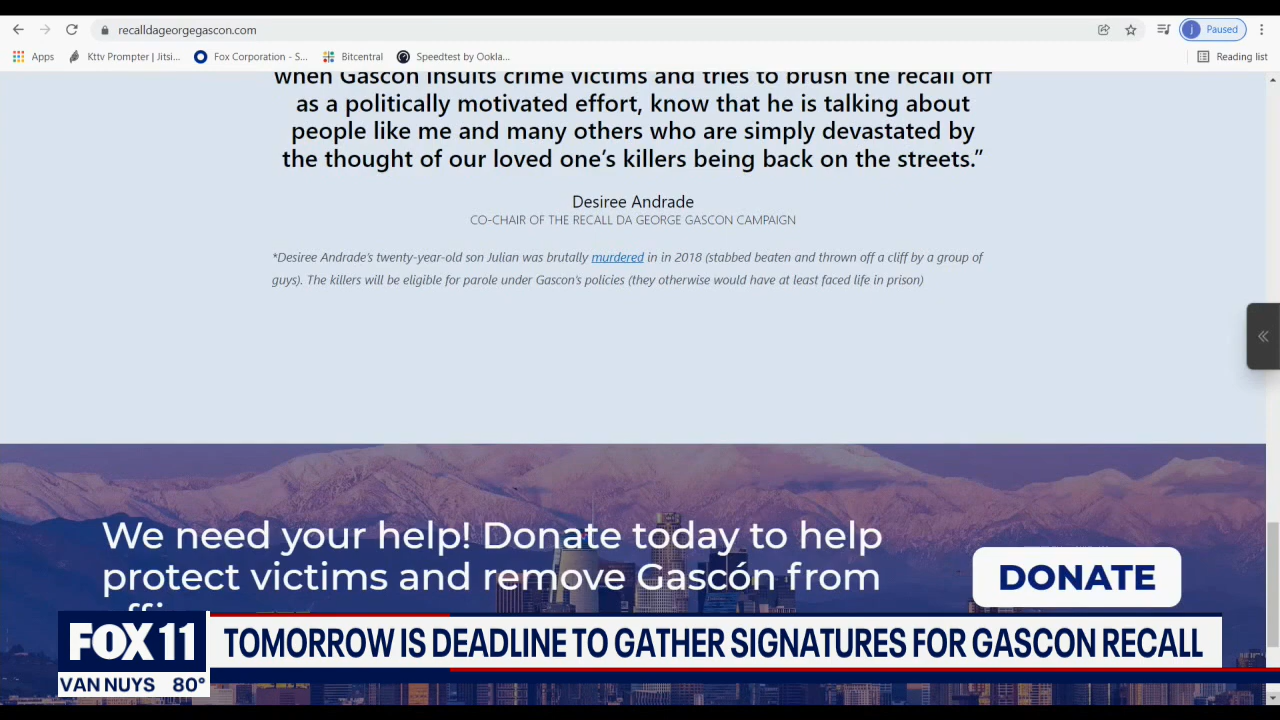 recalldageorgegascon.com
Paused
Apps
Kttv Prompter | Jitsi...
Fox Corporation - S...
Bitcentral
Speedtest by Ookla...
Reading list
when Gascón insults crime victims and tries to brush the recall off
as a politically motivated effort, know that he is talking about
people like me and many others who are simply devastated by
the thought of our loved one's killers being back on the streets.”
Desiree Andrade
CO-CHAIR OF THE RECALL DA GEORGE GASCON CAMPAIGN
*Desiree Andrade's twenty-year-old son Julian was brutally murdered in in 2018 (stabbed beaten and thrown off a cliff by a group of
guys). The killers will be eligible for parole under Gascon's policies (they otherwise would have at least faced life in prison)
We need your help! Donate today to help
protect victims and remove Gascón from
DONATE
FOX 11
TOMORROW IS DEADLINE TO GATHER SIGNATURES FOR GASCON RECALL
VAN NUYS 80°